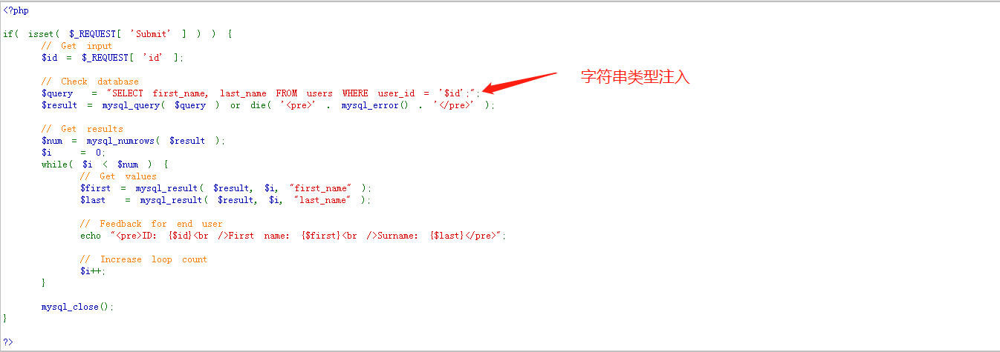 <?php
if( isset( $_REQUEST[ 'Submit' ] ) ) {
// Get input
$id = $_REQUEST[ 'id' ];
// Check database
$query = "SELECT first_name, last_name FROM users WHERE user_id = '$id';";
字符串类型注入
$result = mysql_query( $query ) or die( '<pre>' . mysql_error() . '</pre>' );
// Get results
$num = mysql_numrows( $result );
$i = 0;
while( $i < $num ) {
// Get values
$first = mysql_result( $result, $i, "first_name" );
$last = mysql_result( $result, $i, "last_name" );
// Feedback for end user
echo "<pre>ID: {$id}<br />First name: {$first}<br />Surname: {$last}</pre>";
// Increase loop count
$i++;
}
mysql_close();
}
?>